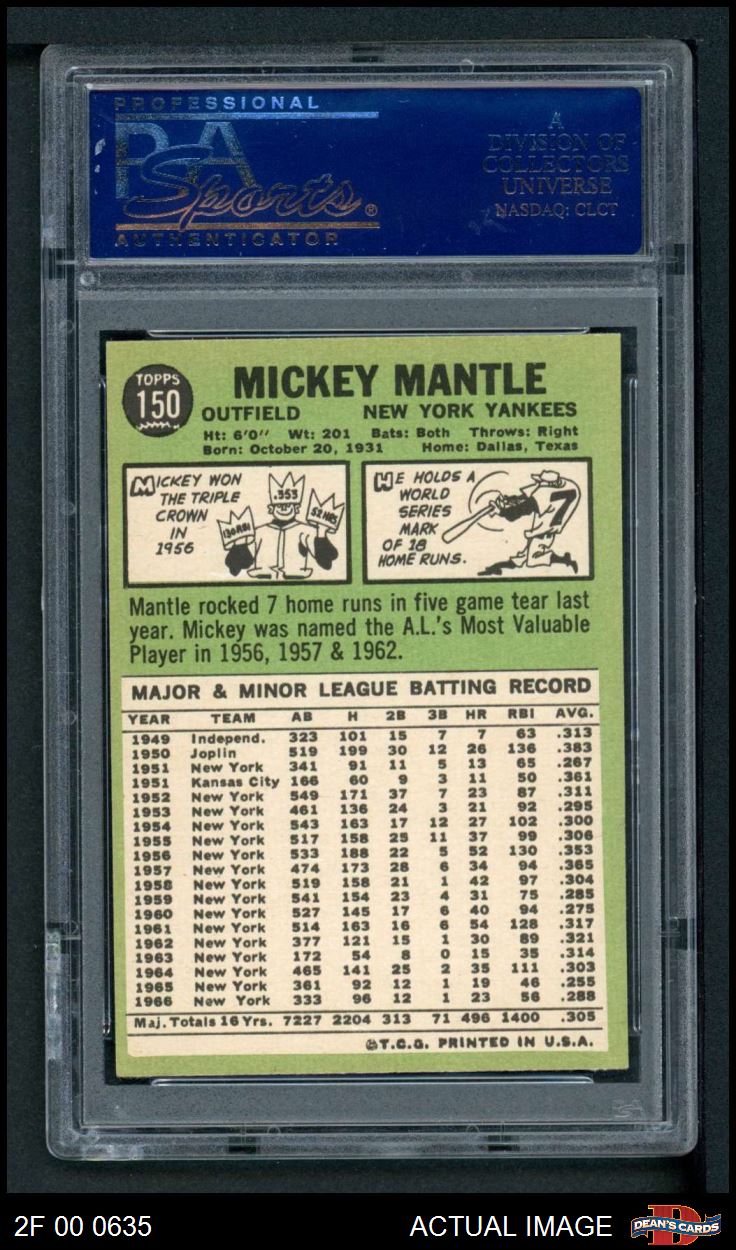 PROFESSIONAL
PSA
Sports®
AUTHENTICATOR
A
DIVISION OF
COLLECTORS
UNIVERSE
NASDAQ: CLCT
TOPPS
150
MICKEY MANTLE
OUTFIELD NEW YORK YANKEES
Ht: 6'0" Wt: 201 Bats: Both Throws: Right
Born: October 20, 1931 Home: Dallas, Texas
MICKEY WON
THE TRIPLE
CROWN
IN
1956
.353
130 RBI
52 HRS
HE HOLDS A
WORLD
SERIES
MARK
OF 18
HOME RUNS.
7
Mantle rocked 7 home runs in five game tear last
year. Mickey was named the A.L.'s Most Valuable
Player in 1956, 1957 & 1962.
MAJOR & MINOR LEAGUE BATTING RECORD
YEAR TEAM AB H 2B 3B HR RBI AVG.
1949 Independ. 323 101 15 7 7 63 .313
1950 Joplin 519 199 30 12 26 136 .383
1951 New York 341 91 11 5 13 65 .267
1951 Kansas City 166 60 9 3 11 50 .361
1952 New York 549 171 37 7 23 87 .311
1953 New York 461 136 24 3 21 92 .295
1954 New York 543 163 17 12 27 102 .300
1955 New York 517 158 25 11 37 99 .306
1956 New York 533 188 22 5 52 130 .353
1957 New York 474 173 28 6 34 94 .365
1958 New York 519 158 21 1 42 97 .304
1959 New York 541 154 23 4 31 75 .285
1960 New York 527 145 17 6 40 94 .275
1961 New York 514 163 16 6 54 128 .317
1962 New York 377 121 15 1 30 89 .321
1963 New York 172 54 8 0 15 35 .314
1964 New York 465 141 25 2 35 111 .303
1965 New York 361 92 12 1 19 46 .255
1966 New York 333 96 12 1 23 56 .288
Maj. Totals 16 Yrs. 7227 2204 313 71 496 1400 .305
©T.C.G. PRINTED IN U.S.A.
2F 00 0635 ACTUAL IMAGE DEAN'S CARDS